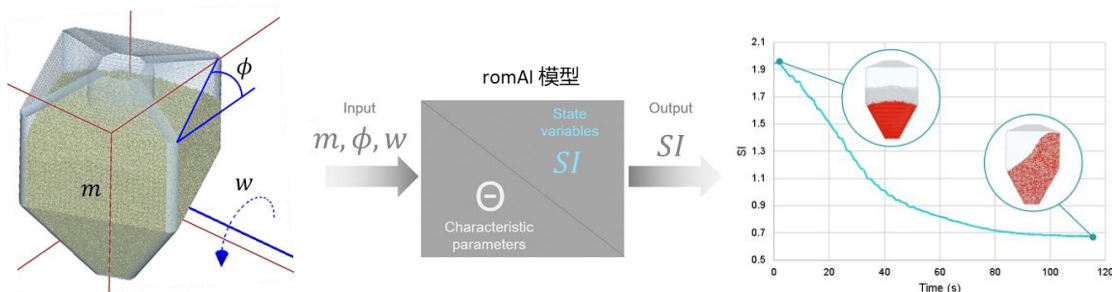 ϕ
w
m
romAI 模型
Input
m, ϕ, w
State
variables
SI
Θ
Characteristic
parameters
Output
SI
2.1
1.9
1.7
1.5
1.3
1.1
0.9
0.7
0.5
SI
0
20
40
60
80
100
120
Time (s)